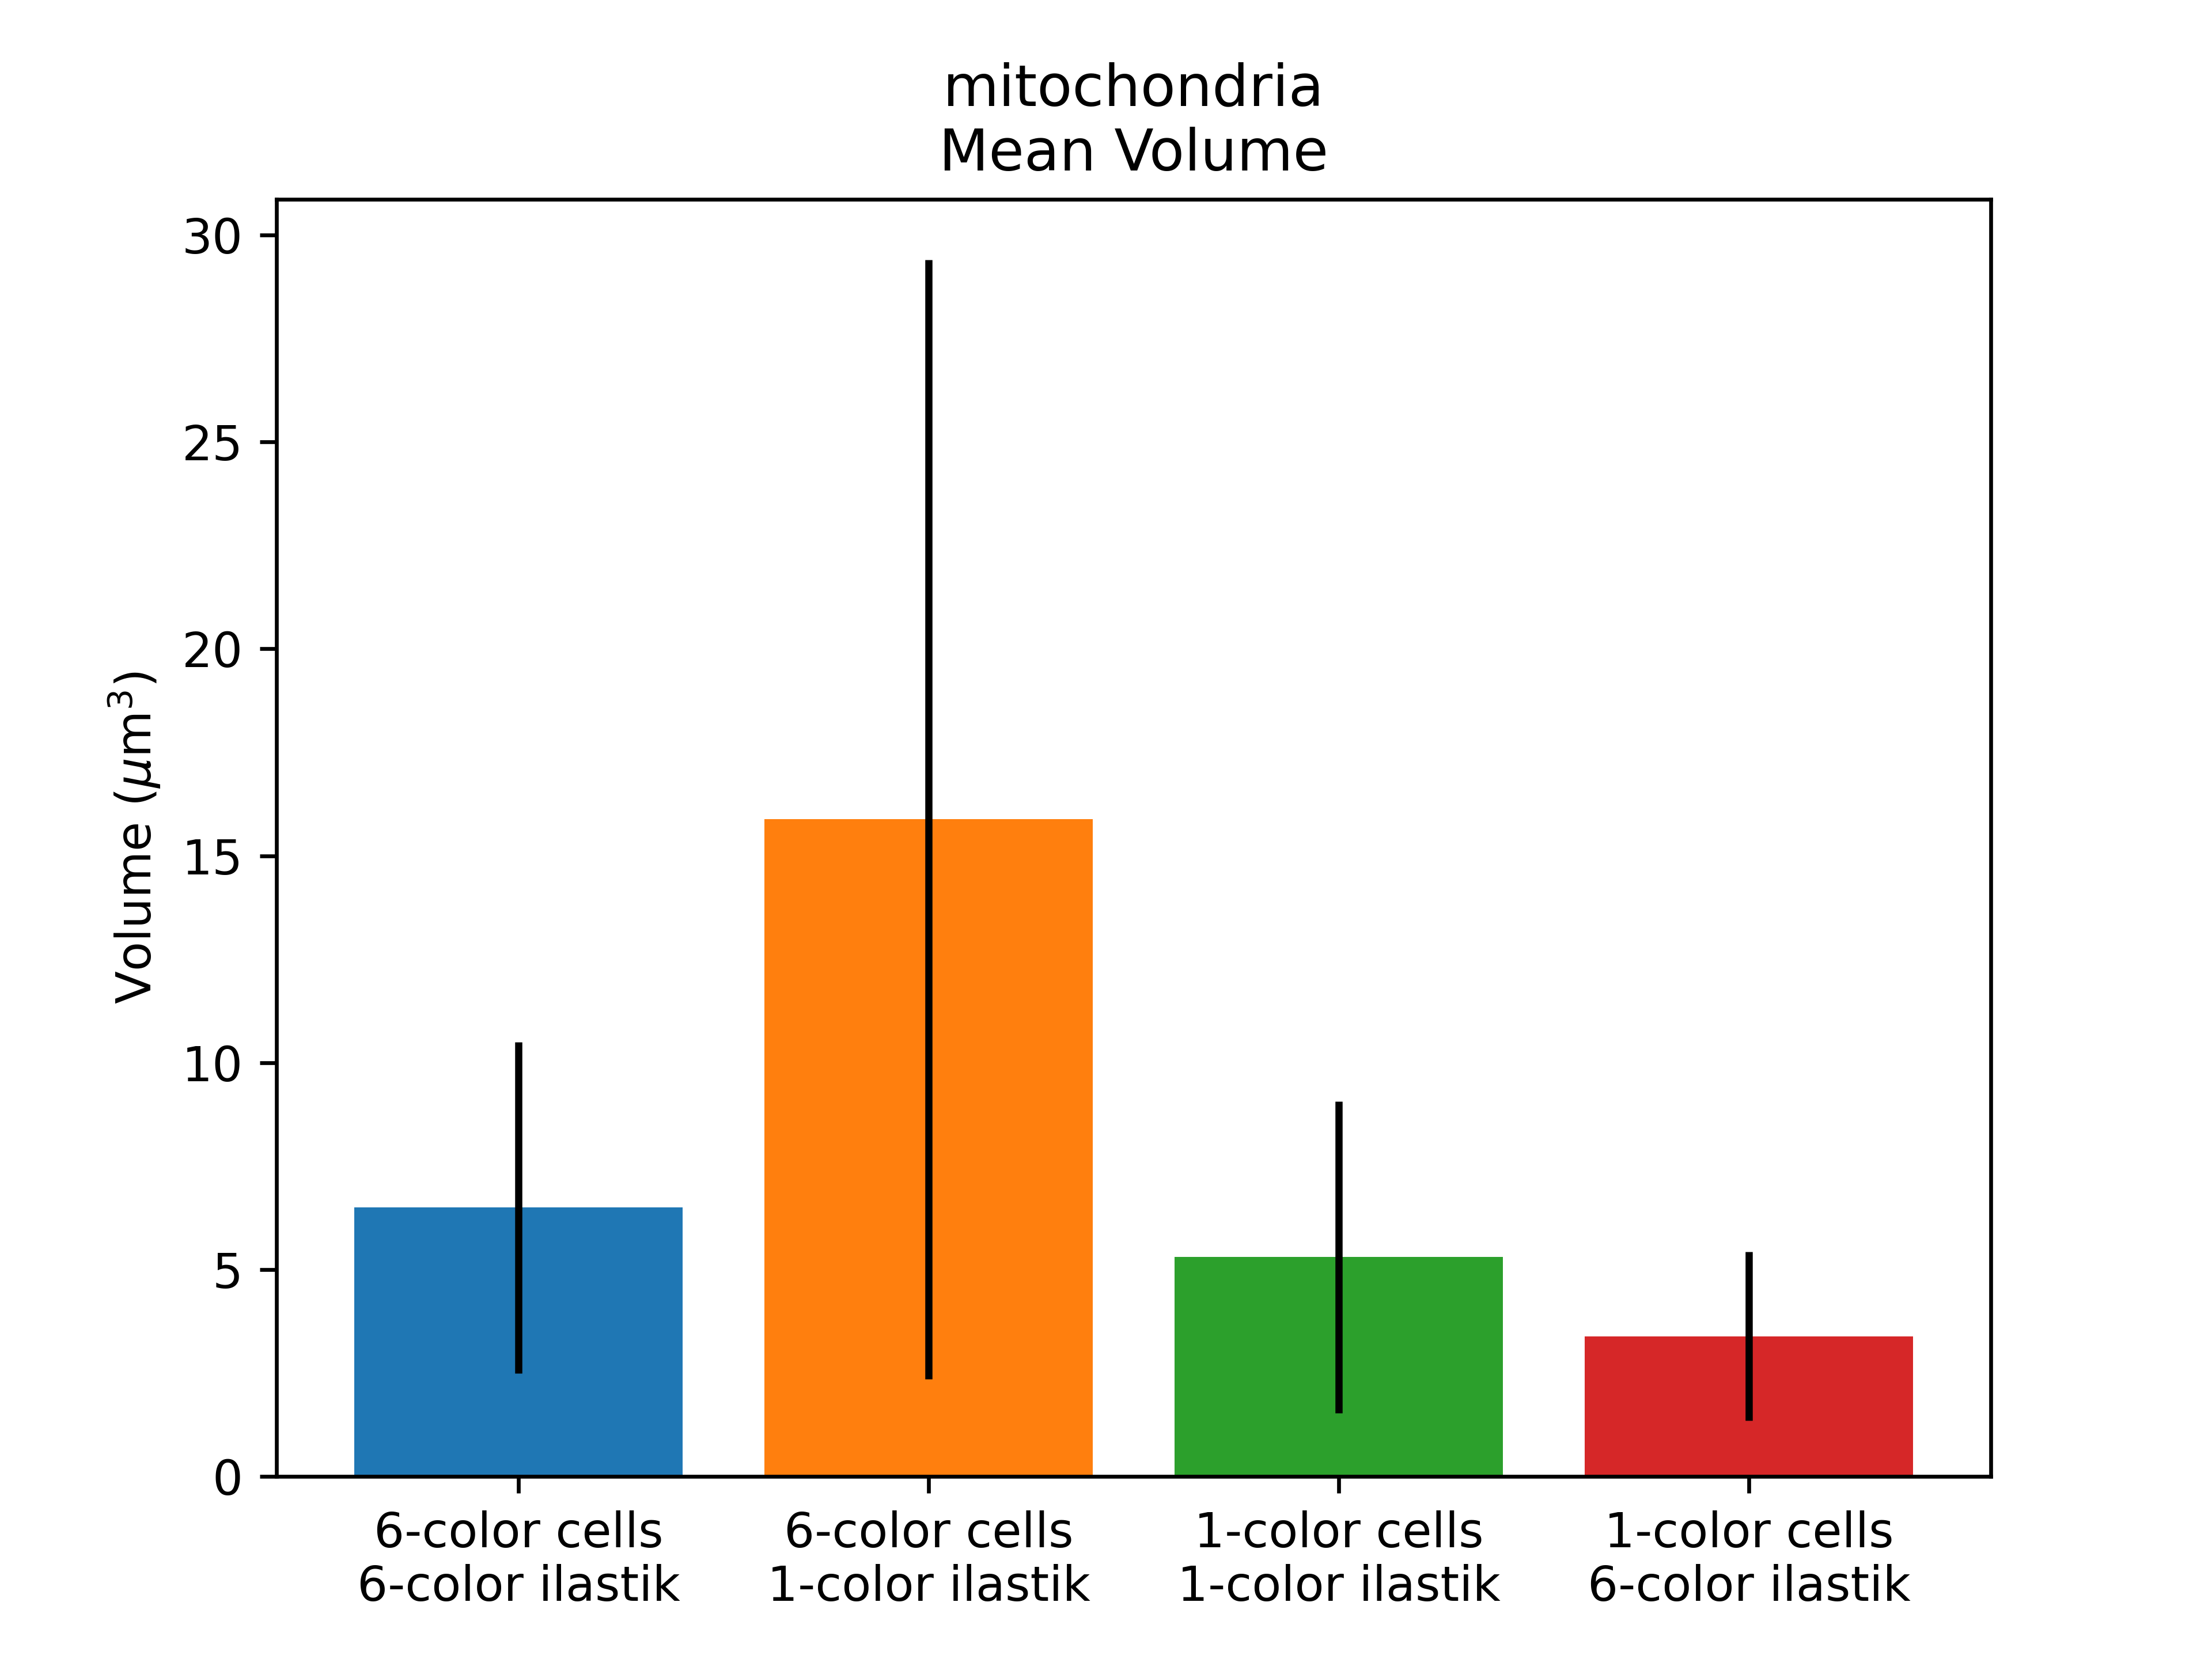 mitochondria
Mean Volume
Volume (μm³)
30
25
20
15
10
5
0
6-color cells
6-color ilastik
6-color cells
1-color ilastik
1-color cells
1-color ilastik
1-color cells
6-color ilastik